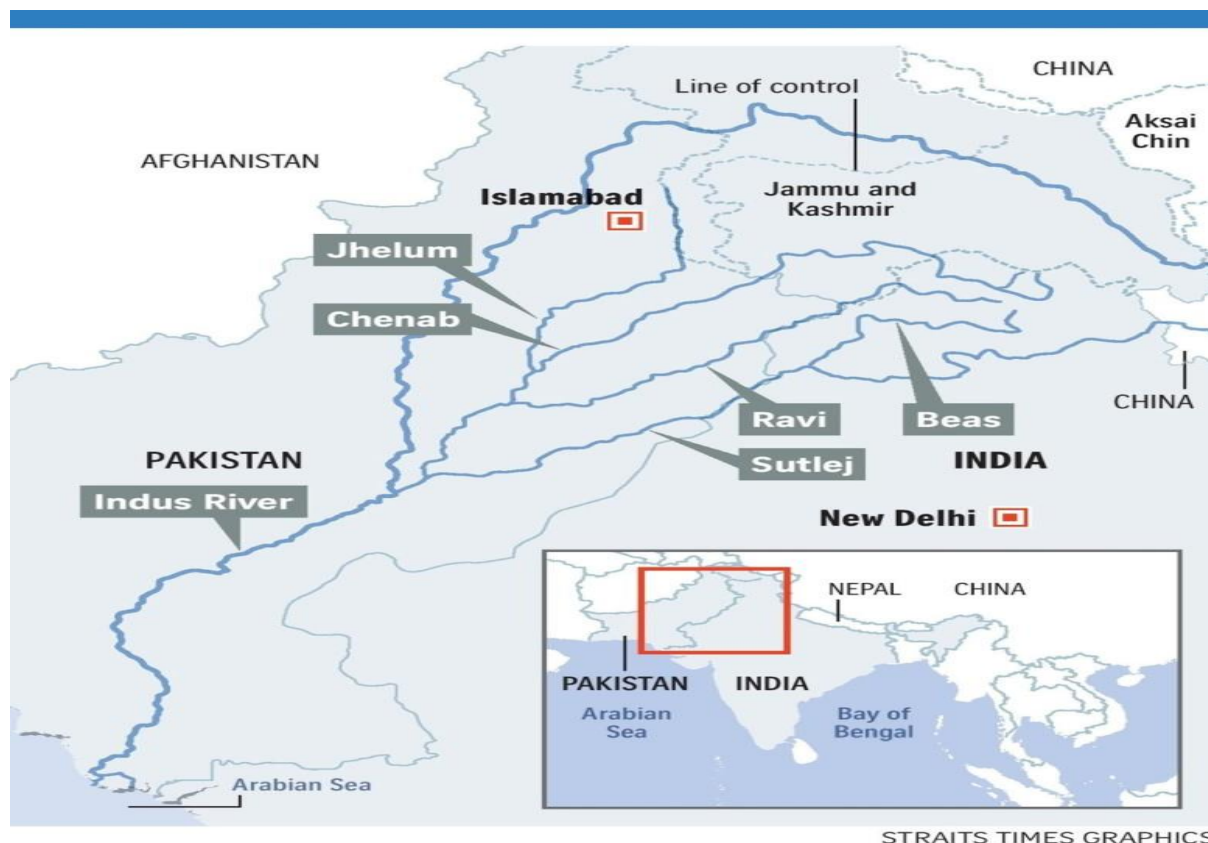 CHINA
Line of control
Aksai
Chin
AFGHANISTAN
Islamabad
Jammu and
Kashmir
Jhelum
Chenab
CHINA
Ravi
Beas
PAKISTAN
Sutlej
INDIA
Indus River
New Delhi
NEPAL
CHINA
PAKISTAN
INDIA
Arabian
Sea
Bay of
Bengal
Arabian Sea
STRAITS TIMES GRAPHICS